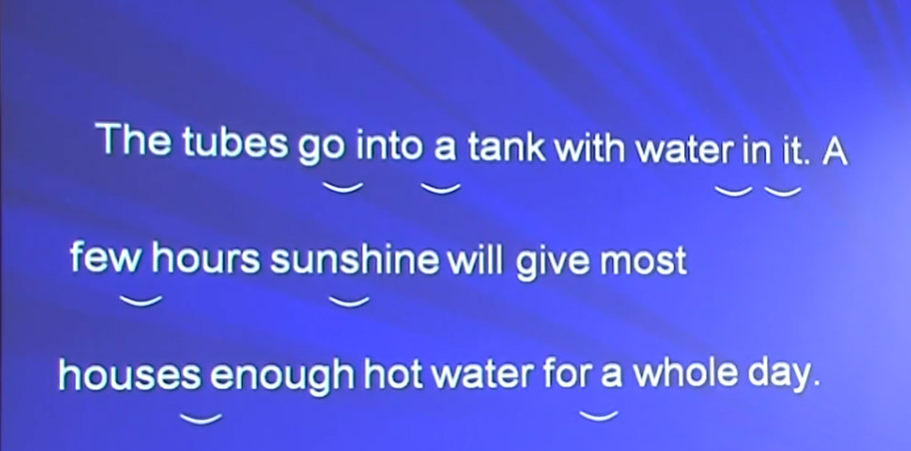 The tubes go into a tank with water in it. A
few hours sunshine will give most
houses enough hot water for a whole day.